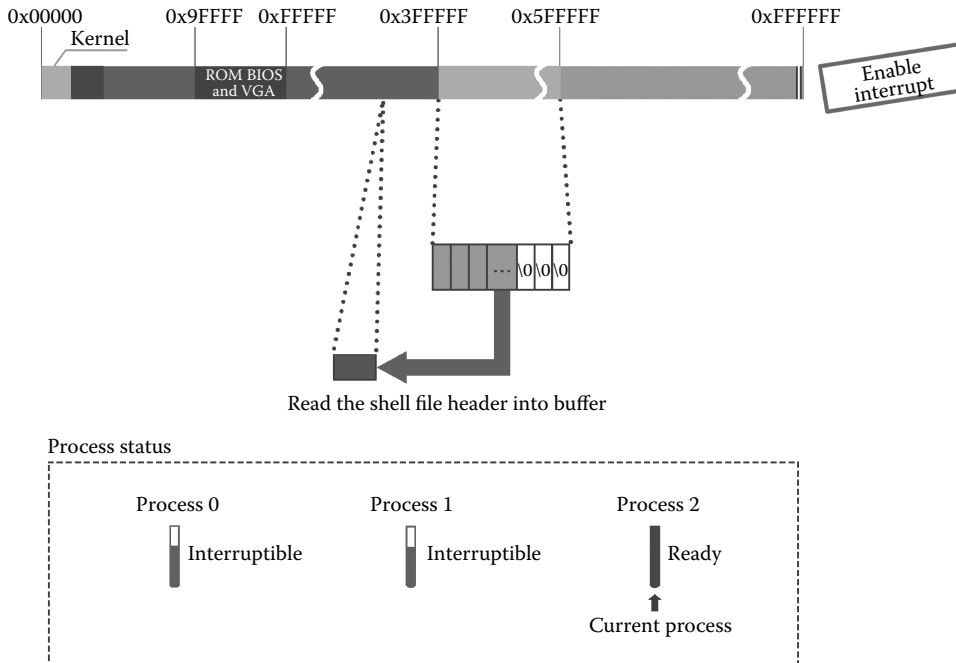 0x00000 0x9FFFF 0xFFFFF 0x3FFFFF 0x5FFFFF 0xFFFFFF
Kernel
ROM BIOS
and VGA
Enable
interrupt
... \0 \0 \0
Read the shell file header into buffer
Process status
Process 0 Process 1 Process 2
Interruptible Interruptible Ready
Current process